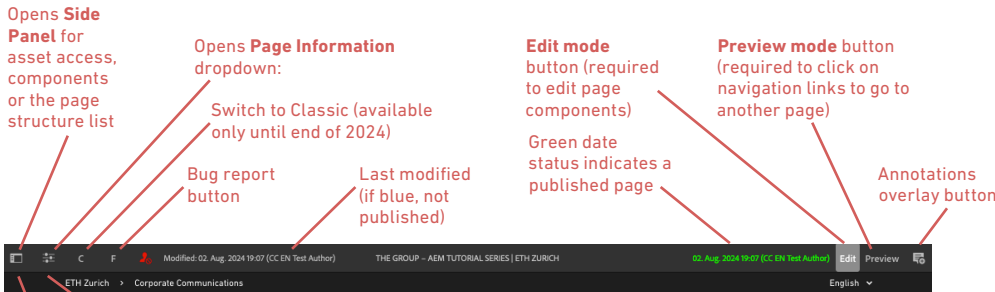 Opens Side
Panel for
asset access,
components
or the page
structure list
Opens Page Information
dropdown:
Switch to Classic (available
only until end of 2024)
Bug report
button
Last modified
(if blue, not
published)
Edit mode
button (required
to edit page
components)
Green date
status indicates a
published page
Preview mode button
(required to click on
navigation links to go to
another page)
Annotations
overlay button
C
F
Modified: 02. Aug. 2024 19:07 (CC EN Test Author)
THE GROUP – AEM TUTORIAL SERIES | ETH ZURICH
02. Aug. 2024 19:07 (CC EN Test Author)
Edit
Preview
ETH Zurich > Corporate Communications
English